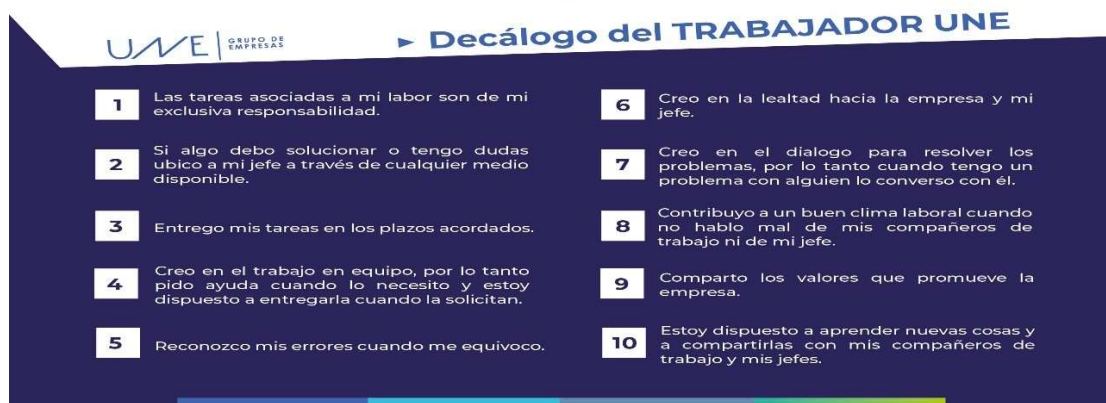 UNE GRUPO DE
EMPRESAS
► Decálogo del TRABAJADOR UNE
1 Las tareas asociadas a mi labor son de mi
exclusiva responsabilidad.
2 Si algo debo solucionar o tengo dudas
ubico a mi jefe a través de cualquier medio
disponible.
3 Entrego mis tareas en los plazos acordados.
4 Creo en el trabajo en equipo, por lo tanto
pido ayuda cuando lo necesito y estoy
dispuesto a entregarla cuando la solicitan.
5 Reconozco mis errores cuando me equivoco.
6 Creo en la lealtad hacia la empresa y mi
jefe.
7 Creo en el dialogo para resolver los
problemas, por lo tanto cuando tengo un
problema con alguien lo converso con él.
8 Contribuyo a un buen clima laboral cuando
no hablo mal de mis compañeros de
trabajo ni de mi jefe.
9 Comparto los valores que promueve la
empresa.
10 Estoy dispuesto a aprender nuevas cosas y
a compartirlas con mis compañeros de
trabajo y mis jefes.